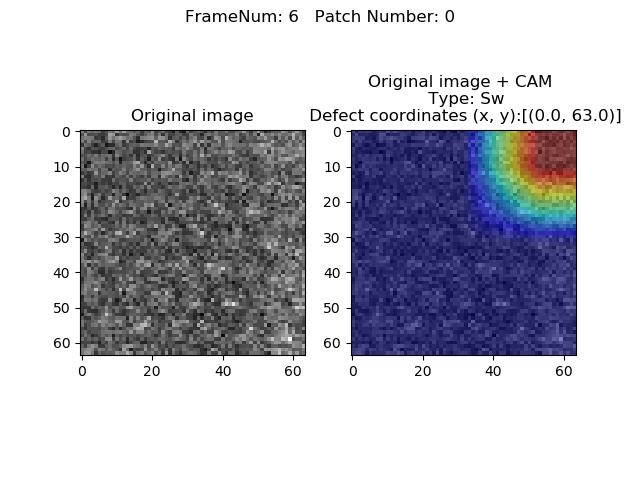 FrameNum: 6   Patch Number: 0
Original image
Original image + CAM
Type: Sw
Defect coordinates (x, y):[(0.0, 63.0)]
0
10
20
30
40
50
60
0 20 40 60
0
10
20
30
40
50
60
0 20 40 60